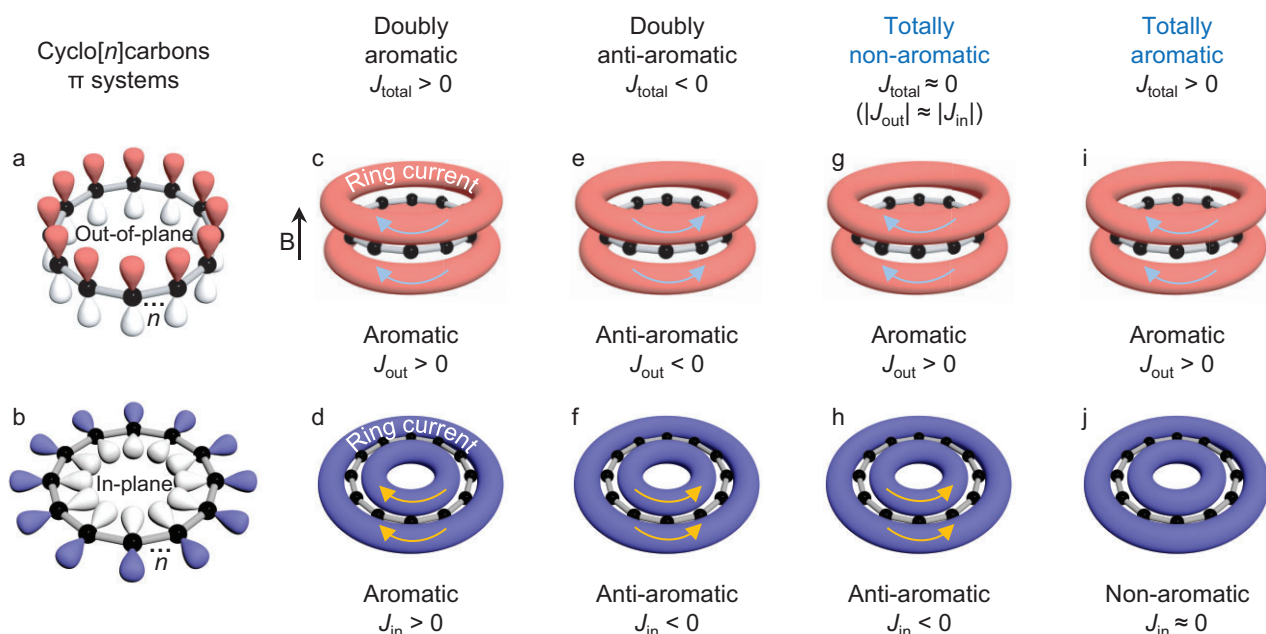 Cyclo[n]carbons
π systems
Doubly
aromatic
J_total > 0
Doubly
anti-aromatic
J_total < 0
Totally
non-aromatic
J_total ≈ 0
(|J_out| ≈ |J_in|)
Totally
aromatic
J_total > 0
a
Out-of-plane
...
n
B
c
Ring current
e
g
i
Aromatic
J_out > 0
Anti-aromatic
J_out < 0
Aromatic
J_out > 0
Aromatic
J_out > 0
b
In-plane
...
n
d
Ring current
f
h
j
Aromatic
J_in > 0
Anti-aromatic
J_in < 0
Anti-aromatic
J_in < 0
Non-aromatic
J_in ≈ 0